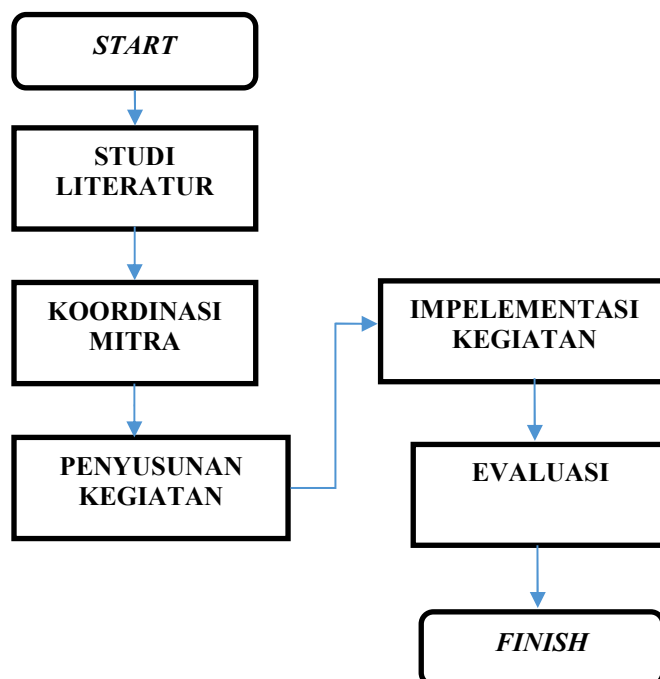 START
STUDI
LITERATUR
KOORDINASI
MITRA
PENYUSUNAN
KEGIATAN
IMPELEMENTASI
KEGIATAN
EVALUASI
FINISH